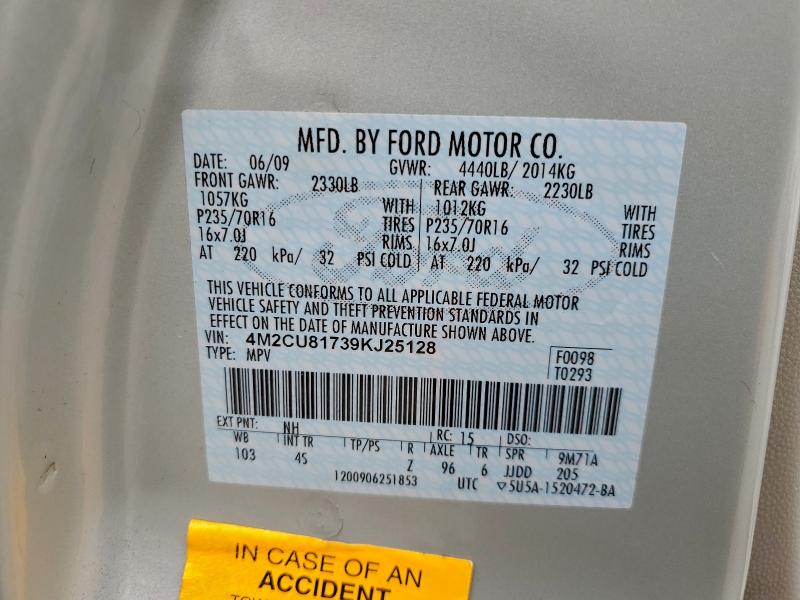 MFD. BY FORD MOTOR CO.
DATE: 06/09 GVWR: 4440LB/ 2014KG
FRONT GAWR: 2330LB REAR GAWR: 2230LB
1057KG WITH 1012KG WITH
P235/70R16 TIRES P235/70R16 TIRES
16x7.0J RIMS 16x7.0J RIMS
AT 220 kPa/ 32 PSI COLD AT 220 kPa/ 32 PSI COLD
Ford
THIS VEHICLE CONFORMS TO ALL APPLICABLE FEDERAL MOTOR
VEHICLE SAFETY AND THEFT PREVENTION STANDARDS IN
EFFECT ON THE DATE OF MANUFACTURE SHOWN ABOVE.
VIN: 4M2CU81739KJ25128
TYPE: MPV
F0098
T0293
EXT PNT: NH RC: 15 DSO:
WB INT TR TP/PS R AXLE TR SPR 9M71A
103 4S Z 96 6 JJDD 205
1200906251853 UTC ▽5U5A-1520472-BA
IN CASE OF AN
ACCIDENT